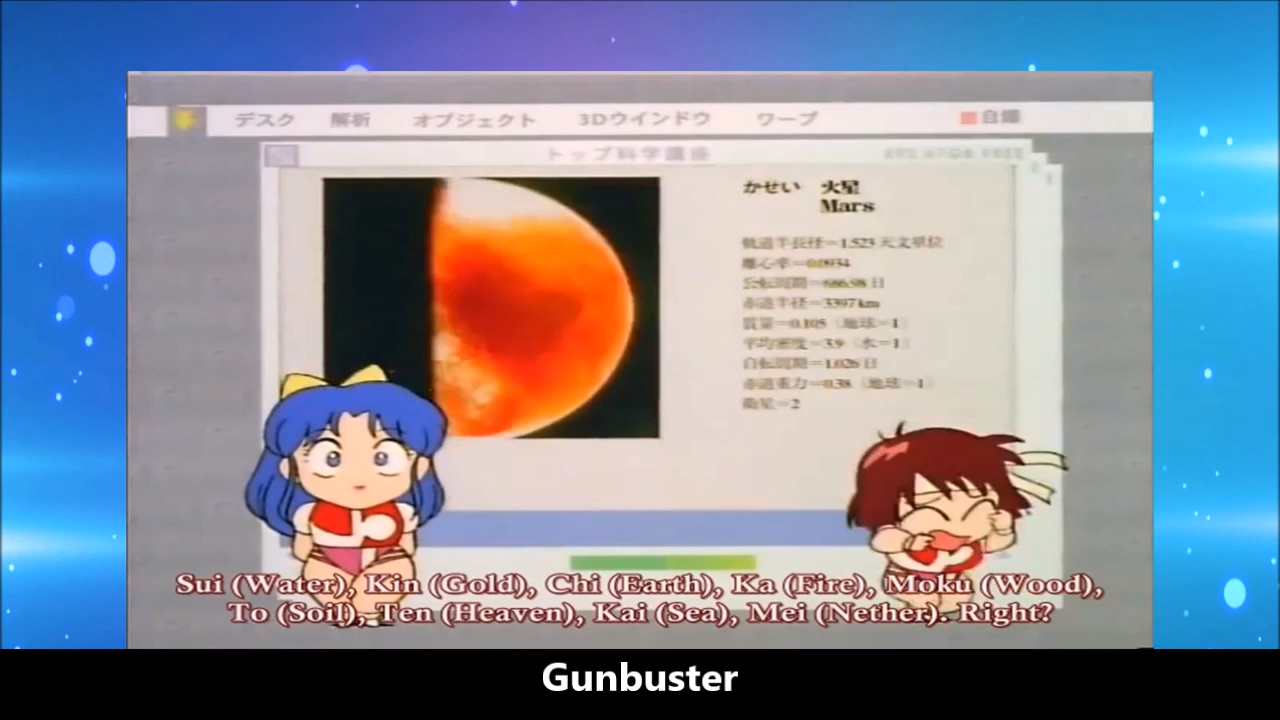 デスク 解析 オブジェクト 3Dウインドウ ワープ 自爆
トップ科学講座
かせい 火星
Mars
軌道半長径=1.523 天文単位
離心率=0.0934
公転周期=686.98 日
赤道半径=3397 km
質量=0.105（地球=1）
平均密度=3.9（水=1）
自転周期=1.026 日
赤道重力=0.38（地球=1）
衛星=2
Sui (Water), Kin (Gold), Chi (Earth), Ka (Fire), Moku (Wood),
To (Soil), Ten (Heaven), Kai (Sea), Mei (Nether). Right?
Gunbuster